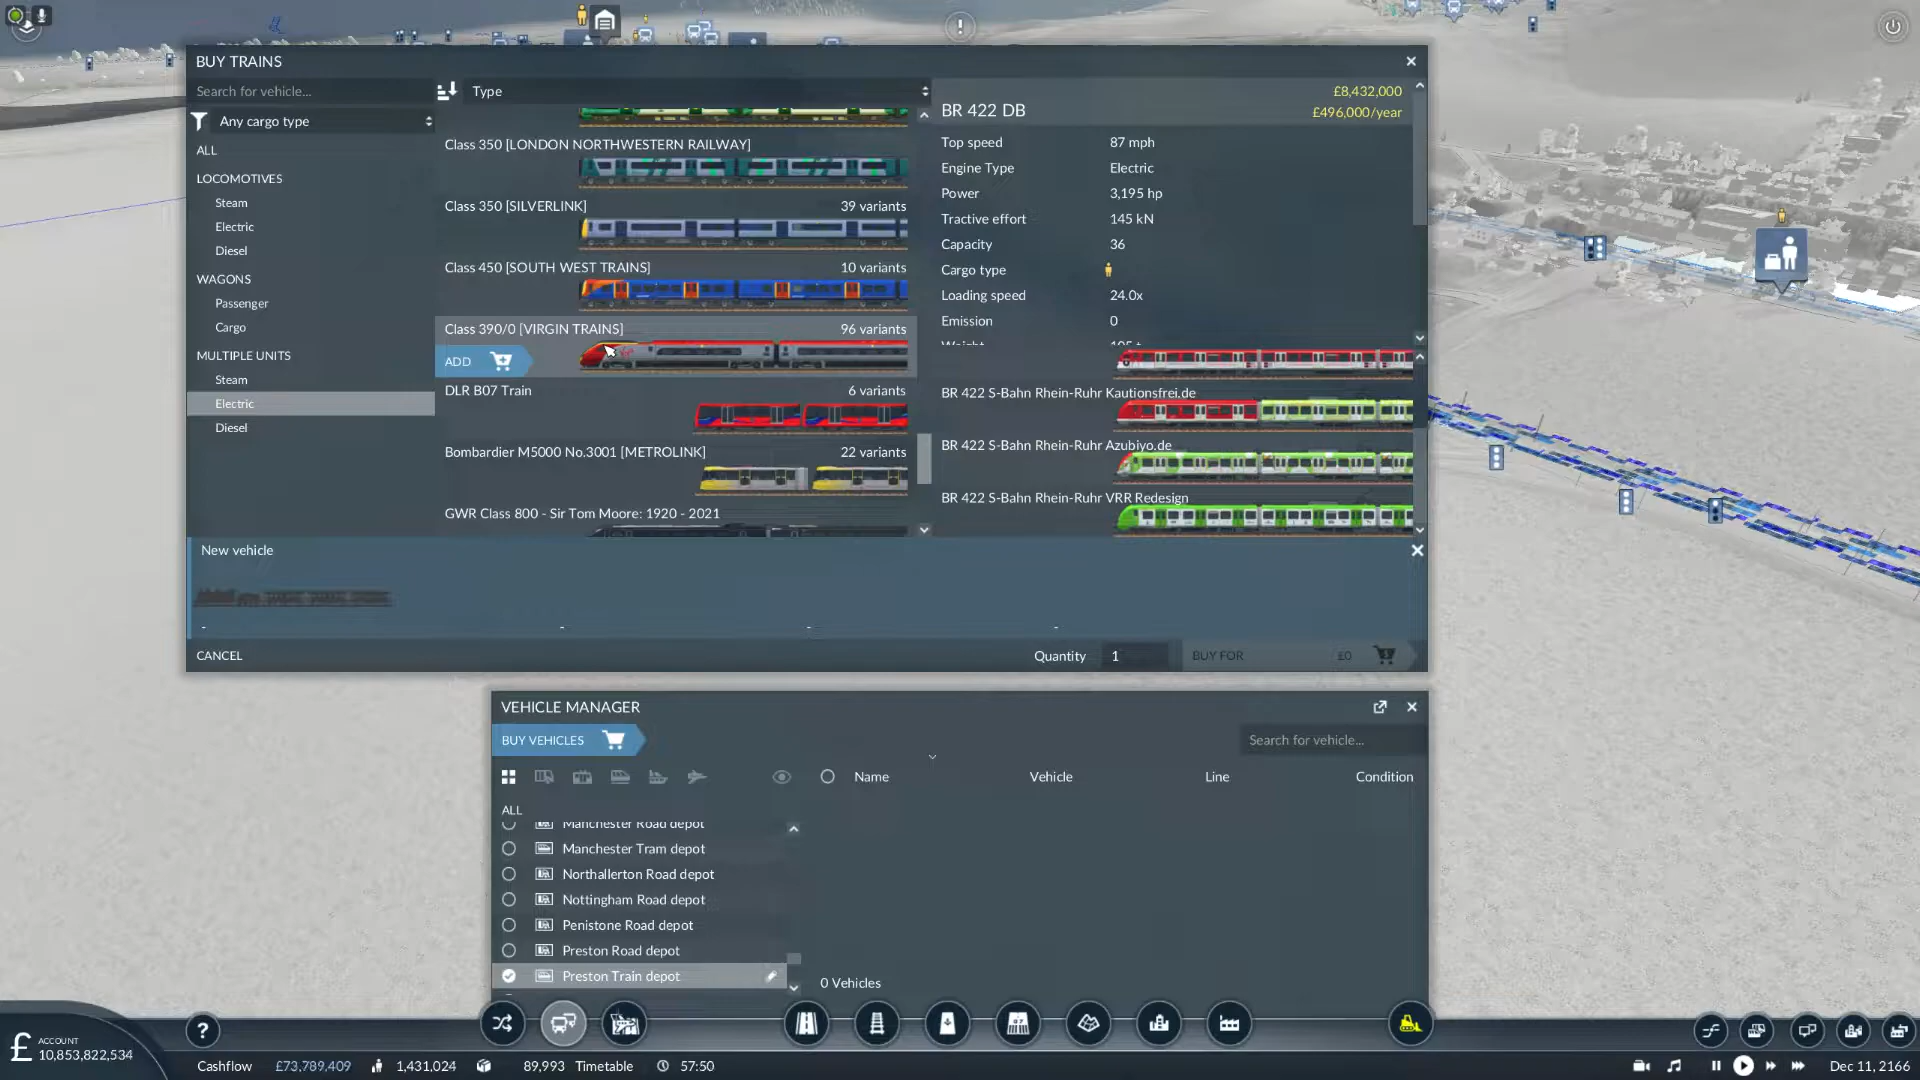 BUY TRAINS
Search for vehicle...
Type
Any cargo type
ALL
LOCOMOTIVES
Steam
Electric
Diesel
WAGONS
Passenger
Cargo
MULTIPLE UNITS
Steam
Electric
Diesel
Class 350 [LONDON NORTHWESTERN RAILWAY]
Class 350 [SILVERLINK] 39 variants
Class 450 [SOUTH WEST TRAINS] 10 variants
Class 390/0 [VIRGIN TRAINS] 96 variants
ADD
DLR B07 Train 6 variants
Bombardier M5000 No.3001 [METROLINK] 22 variants
GWR Class 800 - Sir Tom Moore: 1920 - 2021
BR 422 DB
£8,432,000
£496,000/year
Top speed 87 mph
Engine Type Electric
Power 3,195 hp
Tractive effort 145 kN
Capacity 36
Cargo type
Loading speed 24.0x
Emission 0
BR 422 S-Bahn Rhein-Ruhr Kautionsfrei.de
BR 422 S-Bahn Rhein-Ruhr Azubiyo.de
BR 422 S-Bahn Rhein-Ruhr VRR Redesign
New vehicle
- - - -
CANCEL
Quantity 1
BUY FOR £0
VEHICLE MANAGER
BUY VEHICLES
Search for vehicle...
Name Vehicle Line Condition
ALL
Manchester Road depot
Manchester Tram depot
Northallerton Road depot
Nottingham Road depot
Penistone Road depot
Preston Road depot
Preston Train depot
0 Vehicles
£ ACCOUNT
10,853,822,534
?
Cashflow £73,789,409 1,431,024 89,993 Timetable 57:50
Dec 11, 2166